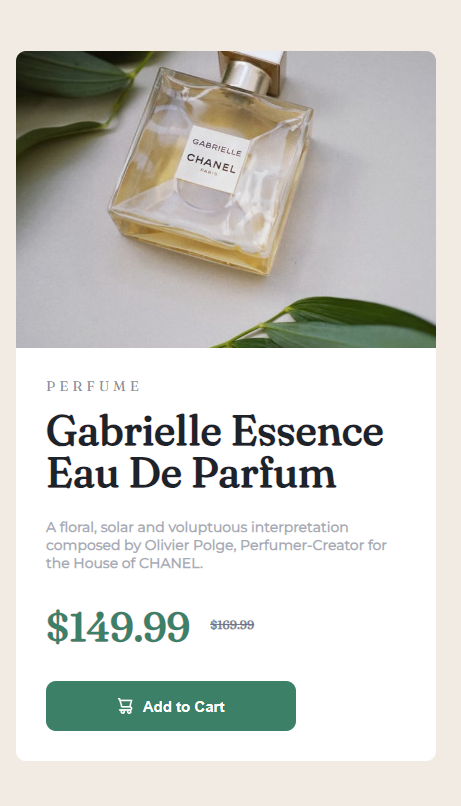 GABRIELLE
CHANEL
PARIS
PERFUME
Gabrielle Essence
Eau De Parfum
A floral, solar and voluptuous interpretation
composed by Olivier Polge, Perfumer-Creator for
the House of CHANEL.
$149.99 $169.99
Add to Cart